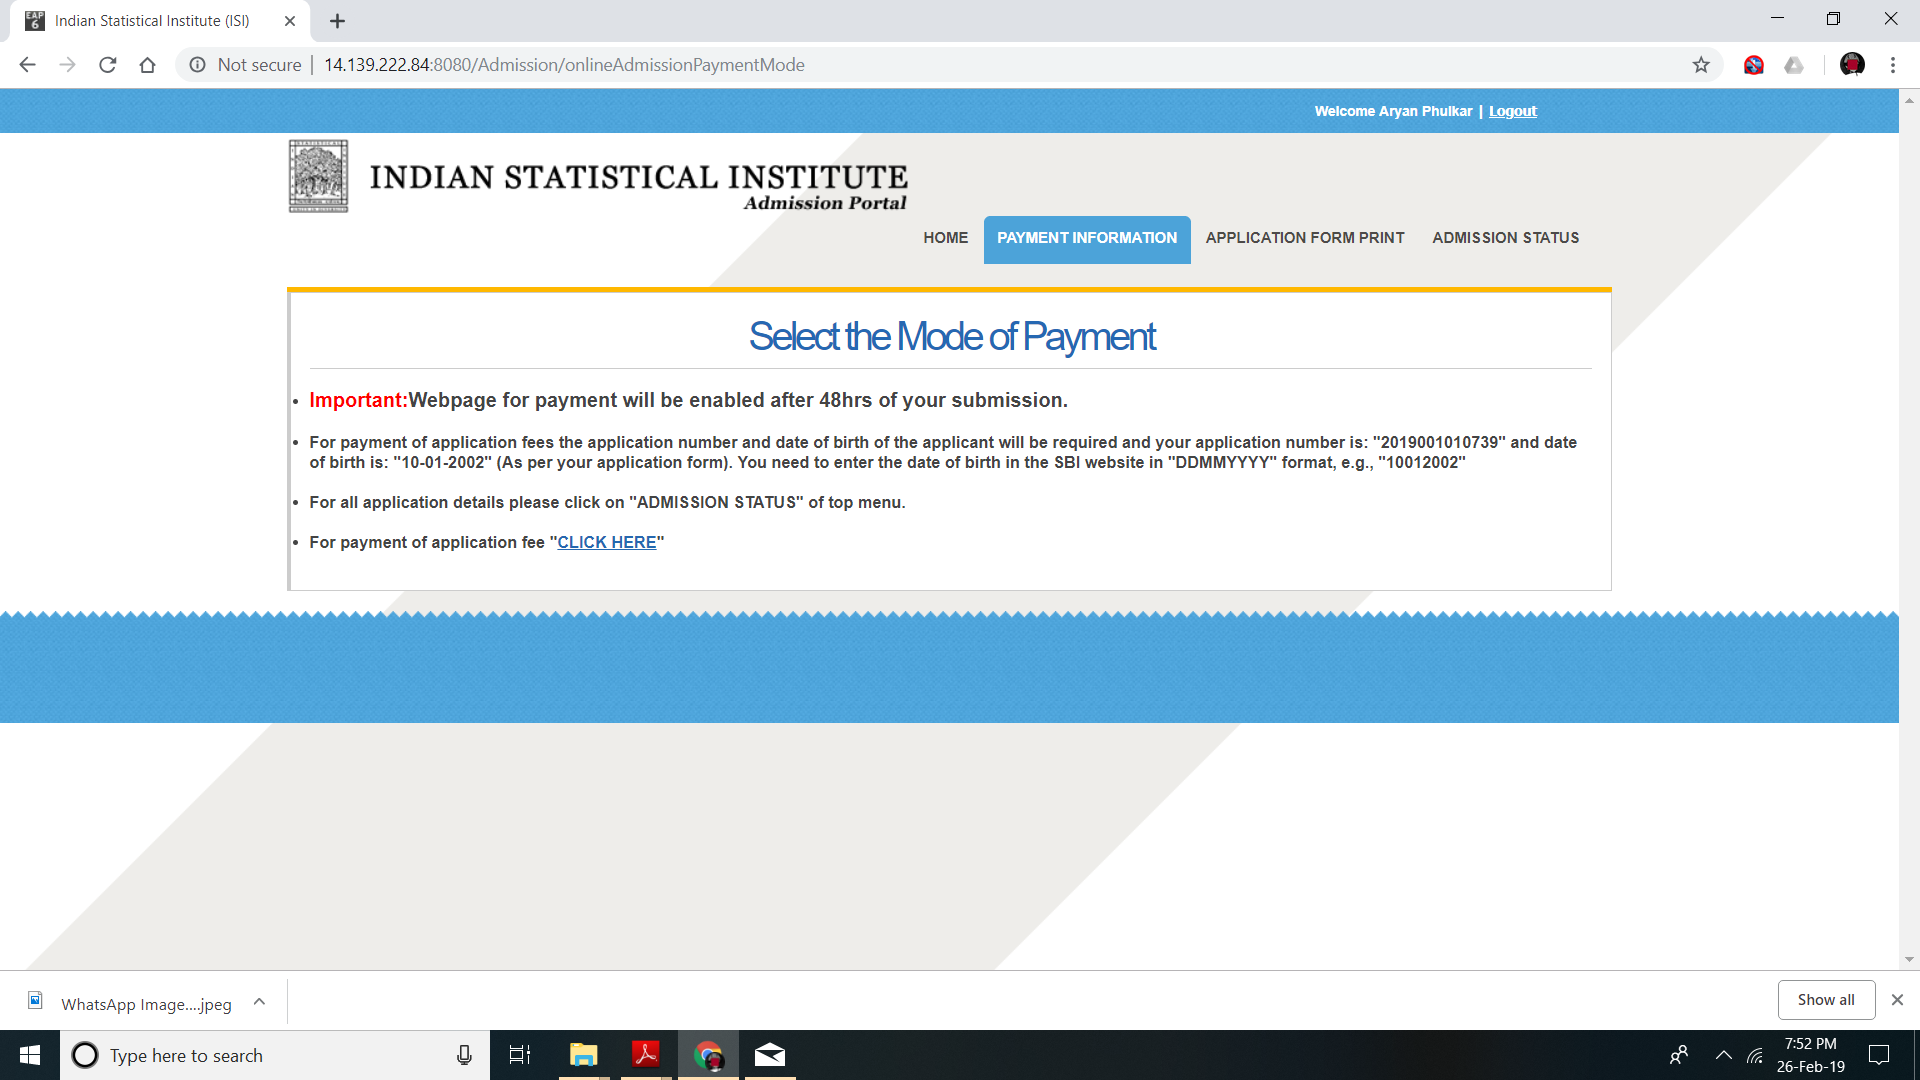 EAP
6
Indian Statistical Institute (ISI)
Not secure | 14.139.222.84:8080/Admission/onlineAdmissionPaymentMode
Welcome Aryan Phulkar | Logout
INDIAN STATISTICAL INSTITUTE
Admission Portal
HOME PAYMENT INFORMATION APPLICATION FORM PRINT ADMISSION STATUS
Select the Mode of Payment
• Important:Webpage for payment will be enabled after 48hrs of your submission.
• For payment of application fees the application number and date of birth of the applicant will be required and your application number is: "2019001010739" and date
of birth is: "10-01-2002" (As per your application form). You need to enter the date of birth in the SBI website in "DDMMYYYY" format, e.g., "10012002"
• For all application details please click on "ADMISSION STATUS" of top menu.
• For payment of application fee "CLICK HERE"
WhatsApp Image....jpeg
Show all
Type here to search
7:52 PM
26-Feb-19